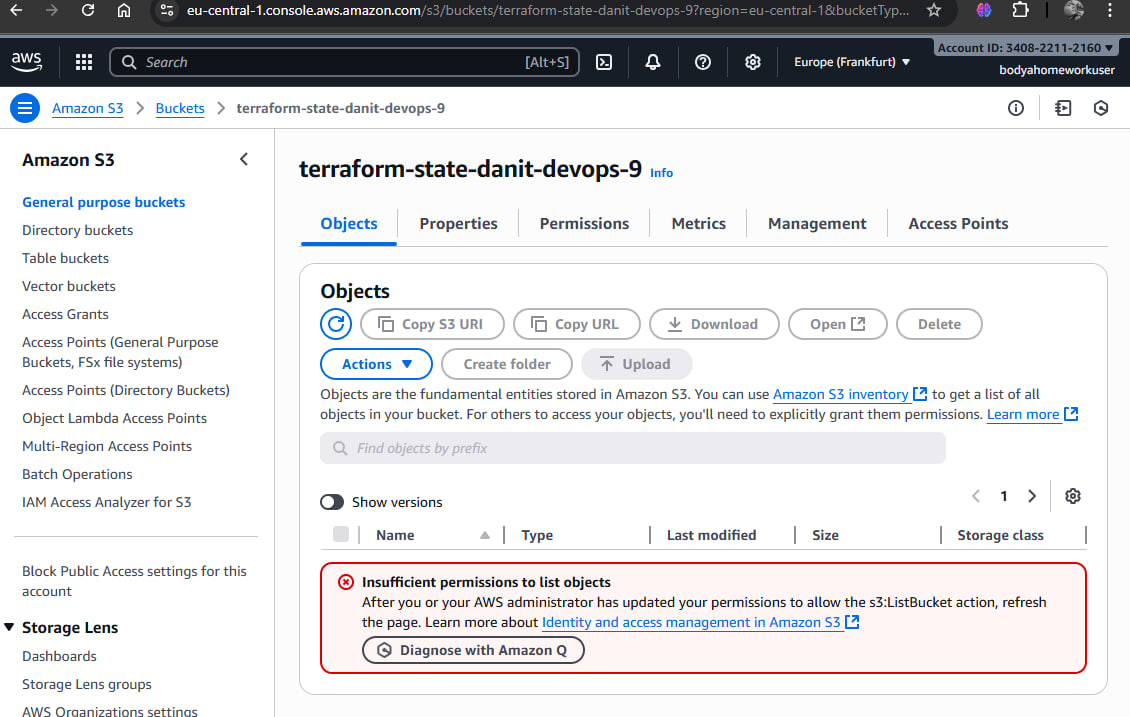 eu-central-1.console.aws.amazon.com/s3/buckets/terraform-state-danit-devops-9?region=eu-central-1&bucketTyp...
aws
Search
[Alt+S]
Europe (Frankfurt)
Account ID: 3408-2211-2160
bodyahomeworkuser
Amazon S3
Buckets
terraform-state-danit-devops-9
Amazon S3
General purpose buckets
Directory buckets
Table buckets
Vector buckets
Access Grants
Access Points (General Purpose
Buckets, FSx file systems)
Access Points (Directory Buckets)
Object Lambda Access Points
Multi-Region Access Points
Batch Operations
IAM Access Analyzer for S3
Block Public Access settings for this
account
Storage Lens
Dashboards
Storage Lens groups
AWS Organizations settings
terraform-state-danit-devops-9 Info
Objects
Properties
Permissions
Metrics
Management
Access Points
Objects
Copy S3 URI
Copy URL
Download
Open
Delete
Actions
Create folder
Upload
Objects are the fundamental entities stored in Amazon S3. You can use Amazon S3 inventory to get a list of all
objects in your bucket. For others to access your objects, you'll need to explicitly grant them permissions. Learn more
Find objects by prefix
Show versions
1
Name
Type
Last modified
Size
Storage class
Insufficient permissions to list objects
After you or your AWS administrator has updated your permissions to allow the s3:ListBucket action, refresh
the page. Learn more about Identity and access management in Amazon S3
Diagnose with Amazon Q